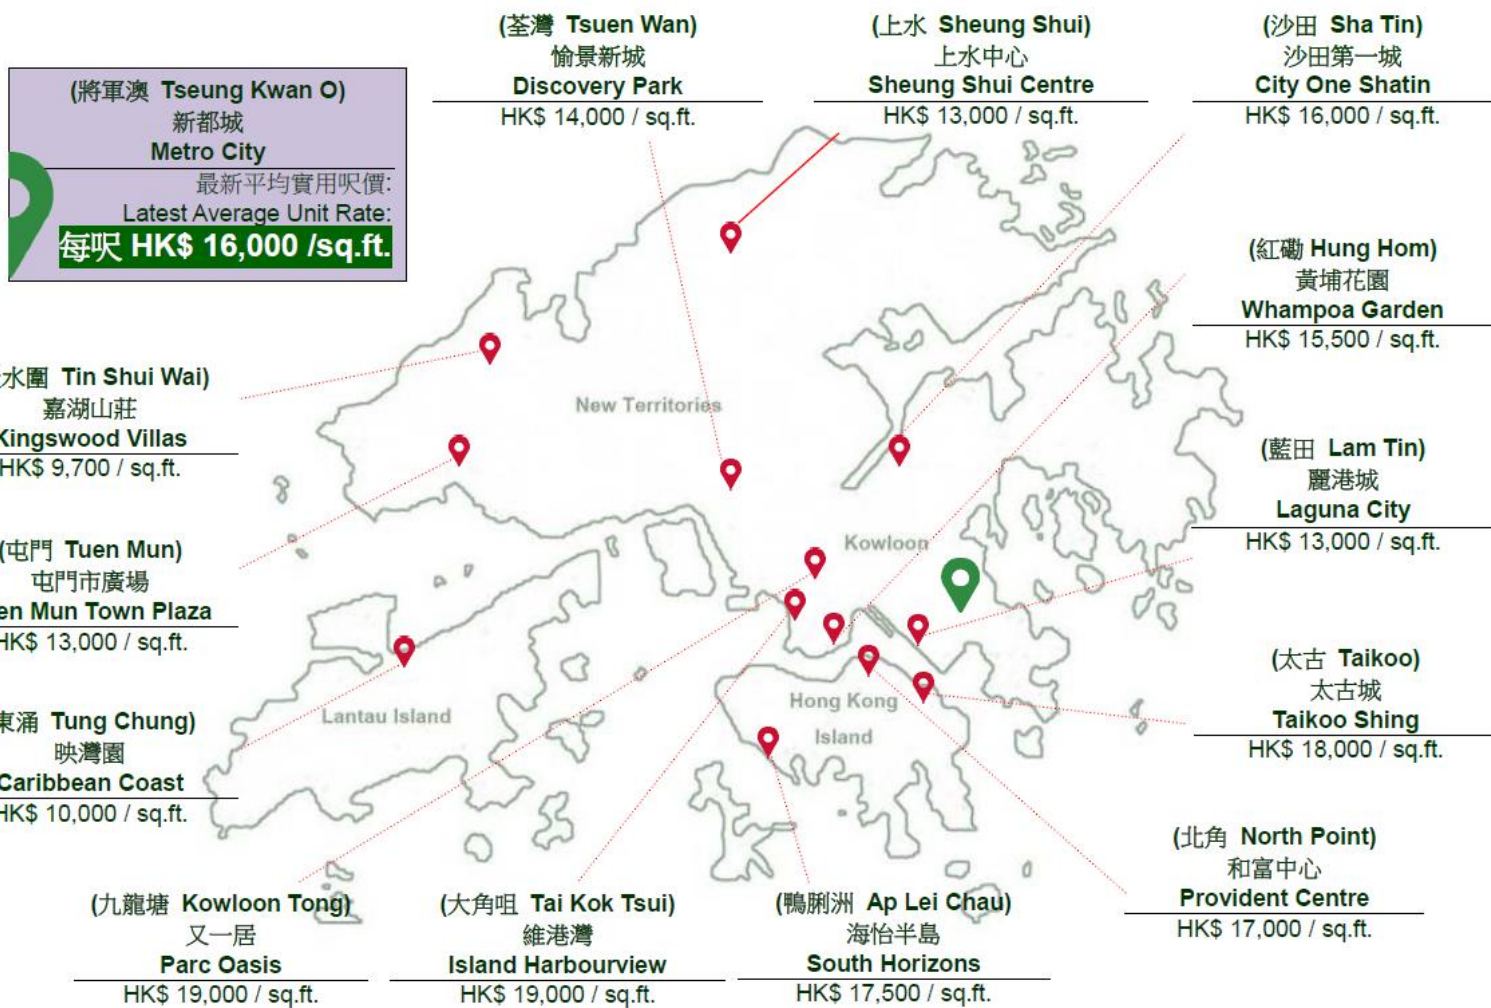 (荃灣 Tsuen Wan)
愉景新城
Discovery Park
HK$ 14,000 / sq.ft.
(上水 Sheung Shui)
上水中心
Sheung Shui Centre
HK$ 13,000 / sq.ft.
(沙田 Sha Tin)
沙田第一城
City One Shatin
HK$ 16,000 / sq.ft.
(將軍澳 Tseung Kwan O)
新都城
Metro City
最新平均實用呎價:
Latest Average Unit Rate:
每呎 HK$ 16,000 /sq.ft.
(紅磡 Hung Hom)
黃埔花園
Whampoa Garden
HK$ 15,500 / sq.ft.
水圍 Tin Shui Wai)
嘉湖山莊
Kingswood Villas
HK$ 9,700 / sq.ft.
New Territories
(藍田 Lam Tin)
麗港城
Laguna City
HK$ 13,000 / sq.ft.
(屯門 Tuen Mun)
屯門市廣場
en Mun Town Plaza
HK$ 13,000 / sq.ft.
Kowloon
(太古 Taikoo)
太古城
Taikoo Shing
HK$ 18,000 / sq.ft.
東涌 Tung Chung)
映灣園
Caribbean Coast
HK$ 10,000 / sq.ft.
Lantau Island
Hong Kong
Island
(北角 North Point)
和富中心
Provident Centre
HK$ 17,000 / sq.ft.
(九龍塘 Kowloon Tong)
又一居
Parc Oasis
HK$ 19,000 / sq.ft.
(大角咀 Tai Kok Tsui)
維港灣
Island Harbourview
HK$ 19,000 / sq.ft.
(鴨脷洲 Ap Lei Chau)
海怡半島
South Horizons
HK$ 17,500 / sq.ft.